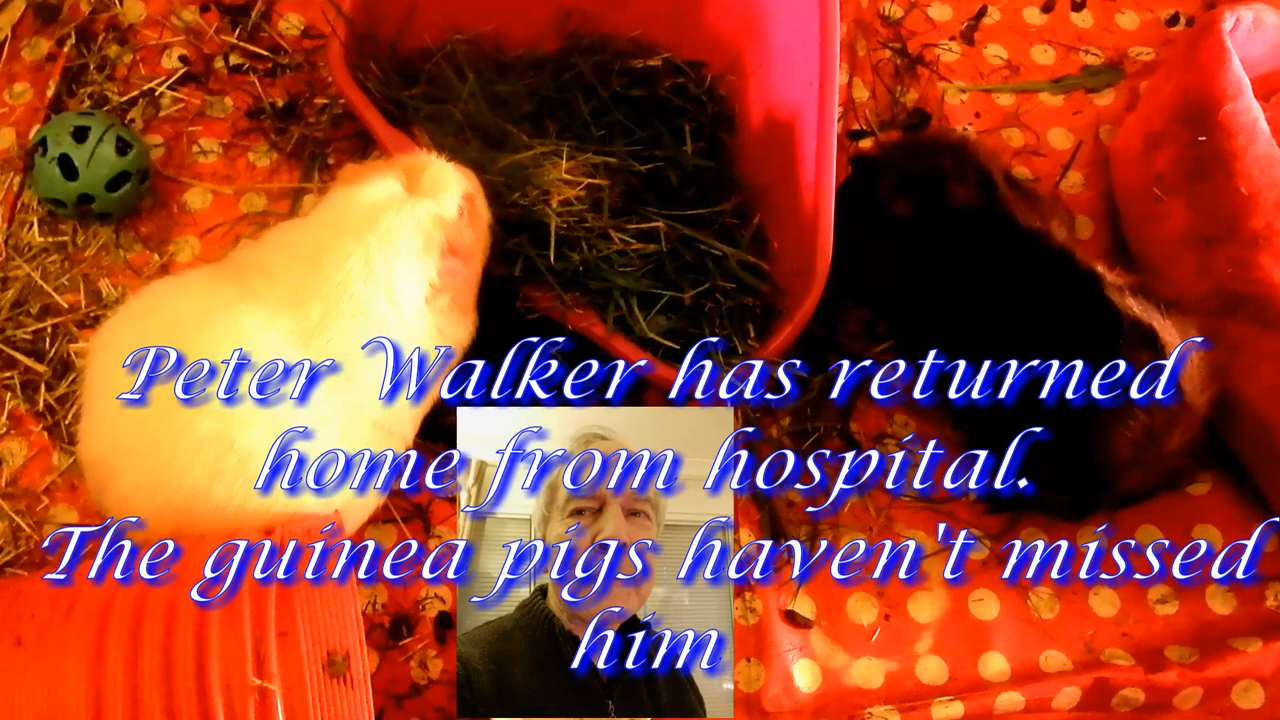 Peter Walker has returned
home from hospital.
The guinea pigs haven't missed
him